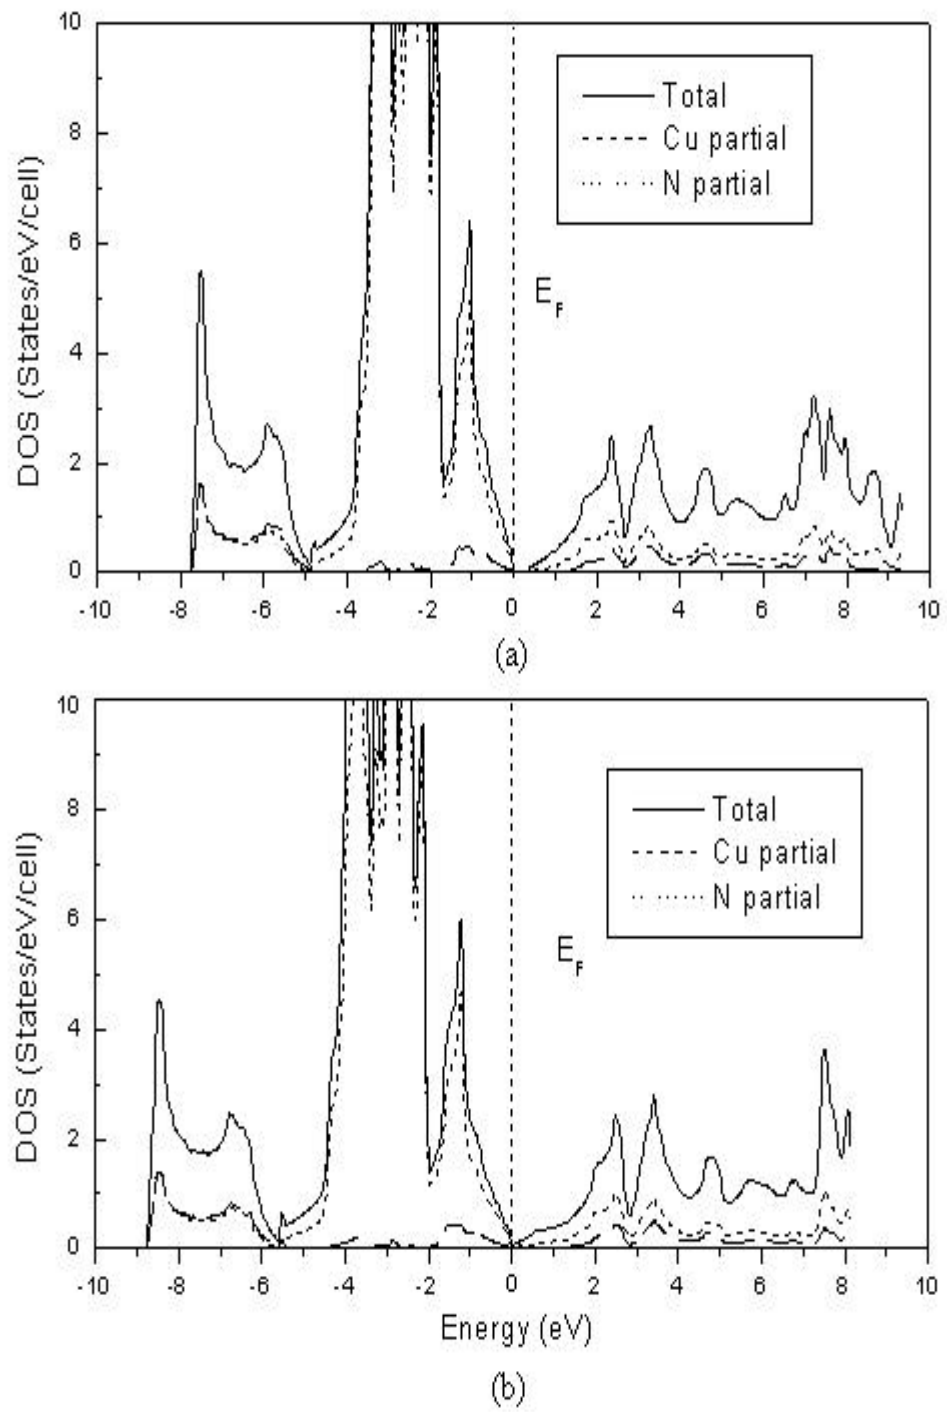 10
8
6
4
2
0
DOS (States/eV/cell)
Total
Cu partial
N partial
E_F
-10 -8 -6 -4 -2 0 2 4 6 8 10
(a)
10
8
6
4
2
0
DOS (States/eV/cell)
Total
Cu partial
N partial
E_F
-10 -8 -6 -4 -2 0 2 4 6 8 10
Energy (eV)
(b)